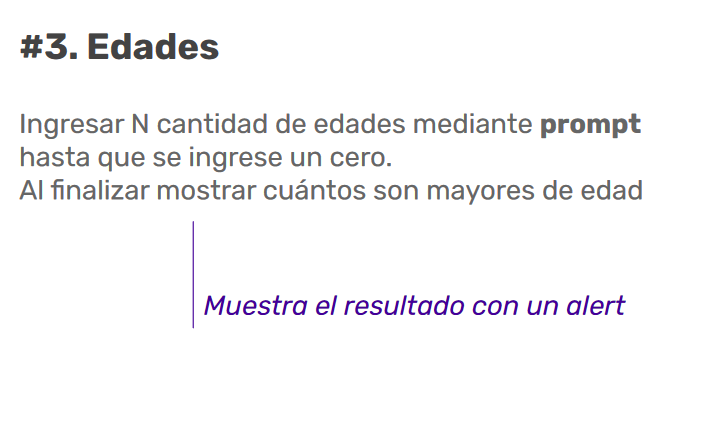 #3. Edades
Ingresar N cantidad de edades mediante prompt
hasta que se ingrese un cero.
Al finalizar mostrar cuántos son mayores de edad
Muestra el resultado con un alert